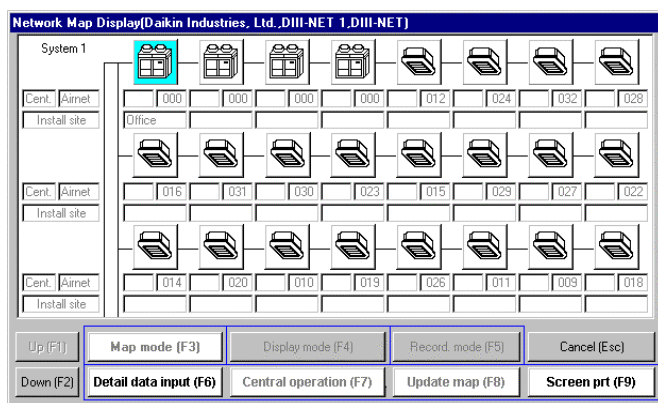 Network Map Display(Daikin Industries, Ltd.,DIII-NET 1,DIII-NET)
System 1
Cent. Airnet 000 000 000 000 012 024 032 028
Install site Office
Cent. Airnet 016 031 030 023 015 029 027 022
Install site
Cent. Airnet 014 020 010 019 026 011 009 018
Install site
Up (F1) Map mode (F3) Display mode (F4) Record. mode (F5) Cancel (Esc)
Down (F2) Detail data input (F6) Central operation (F7) Update map (F8) Screen prt (F9)